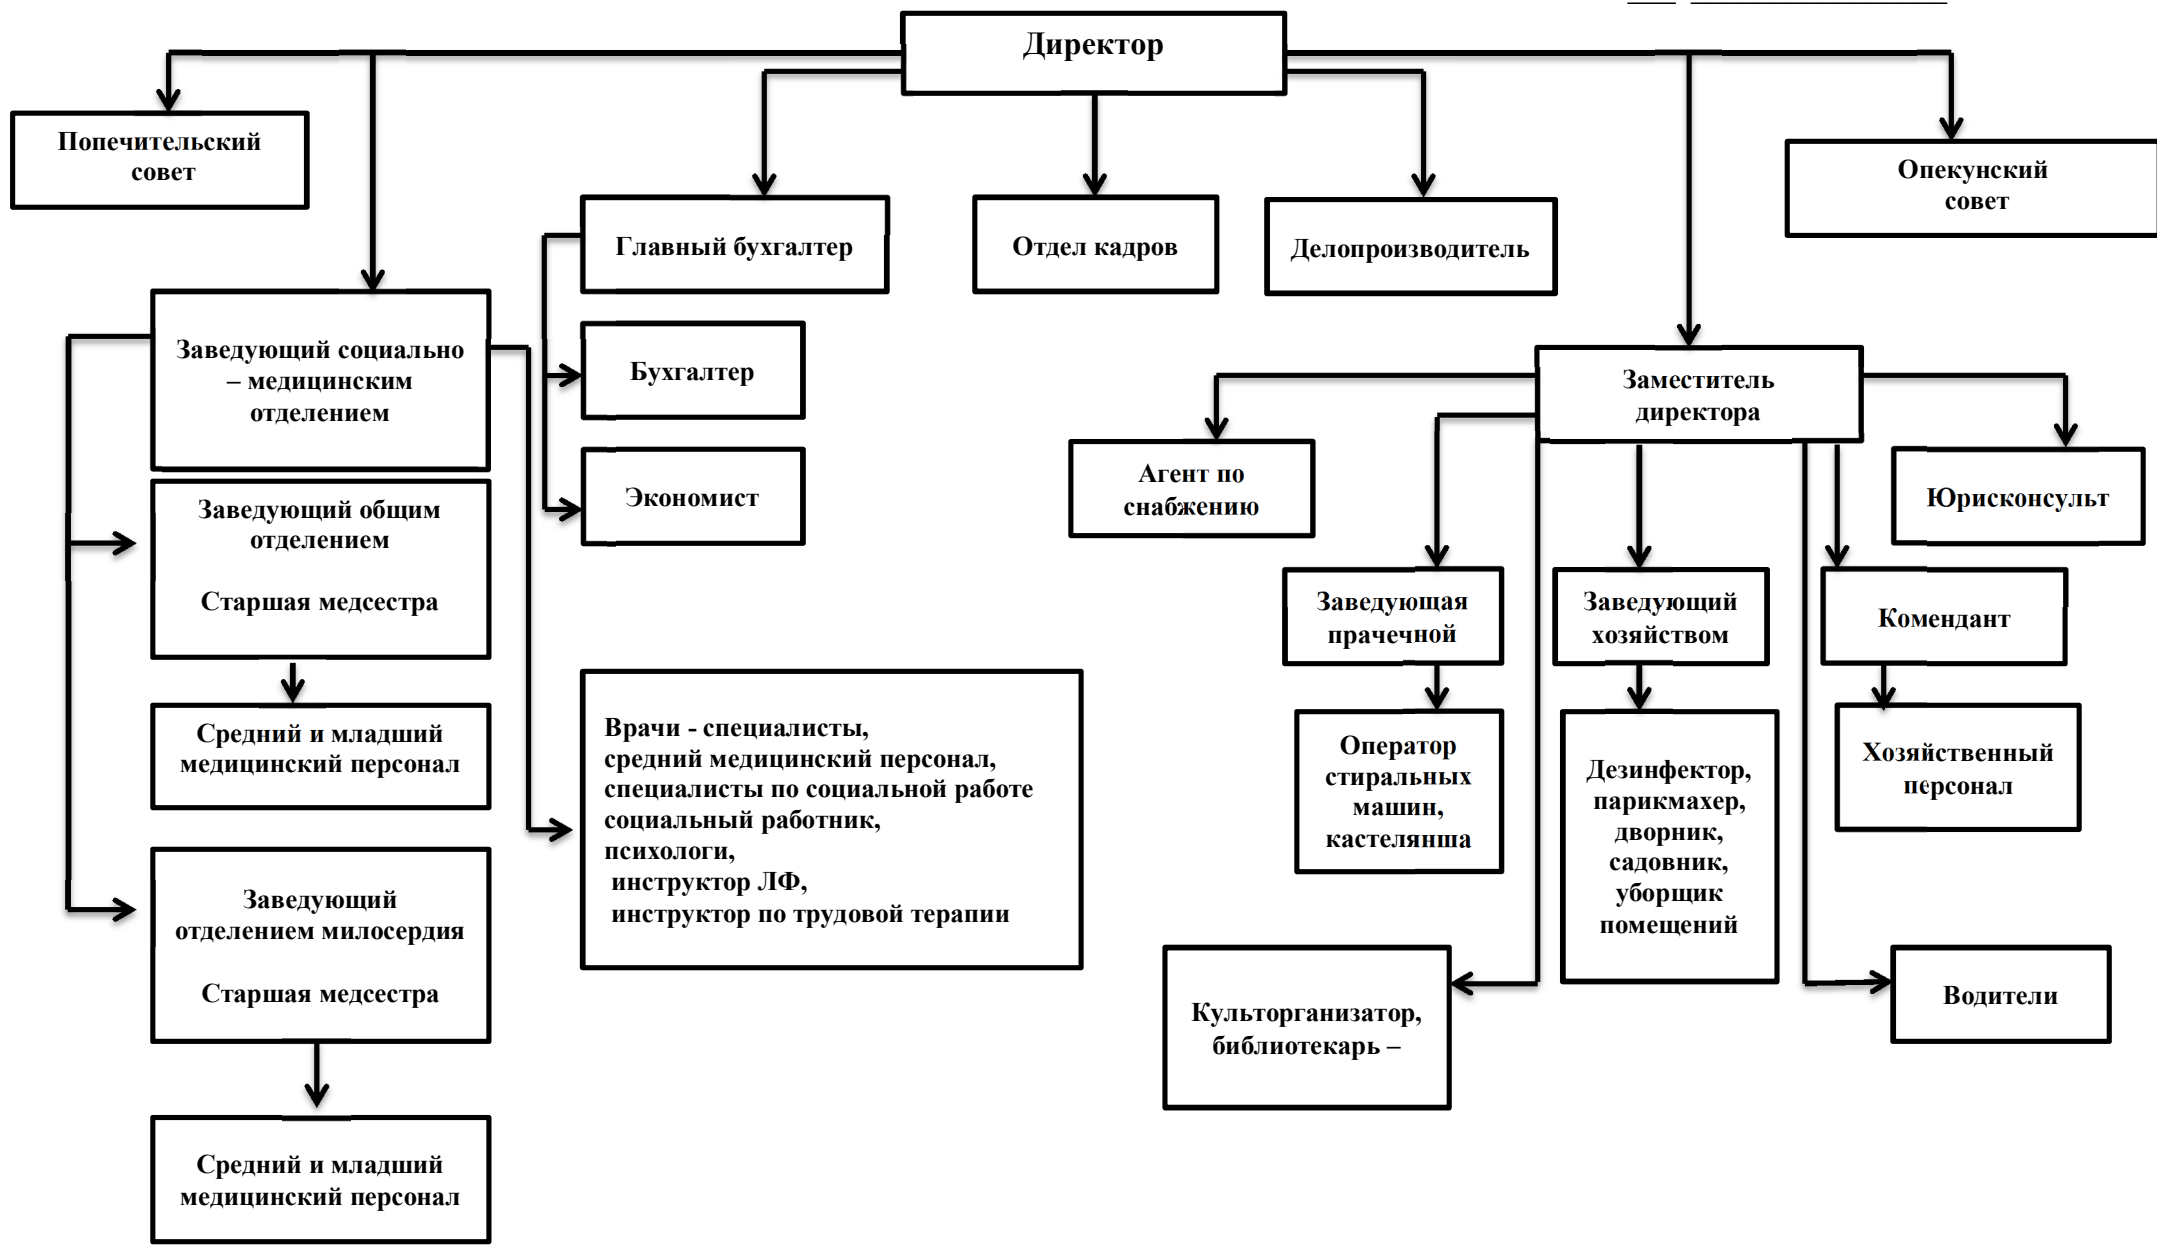 Директор
Попечительский
совет
Опекунский
совет
Главный бухгалтер
Отдел кадров
Делопроизводитель
Заведующий социально
– медицинским
отделением
Бухгалтер
Экономист
Заместитель
директора
Агент по
снабжению
Юрисконсульт
Заведующий общим
отделением
Старшая медсестра
Заведующая
прачечной
Заведующий
хозяйством
Комендант
Средний и младший
медицинский персонал
Врачи - специалисты,
средний медицинский персонал,
специалисты по социальной работе
социальный работник,
психологи,
инструктор ЛФ,
инструктор по трудовой терапии
Оператор
стиральных
машин,
кастелянша
Дезинфектор,
парикмахер,
дворник,
садовник,
уборщик
помещений
Хозяйственный
персонал
Заведующий
отделением милосердия
Старшая медсестра
Культорганизатор,
библиотекарь –
Водители
Средний и младший
медицинский персонал